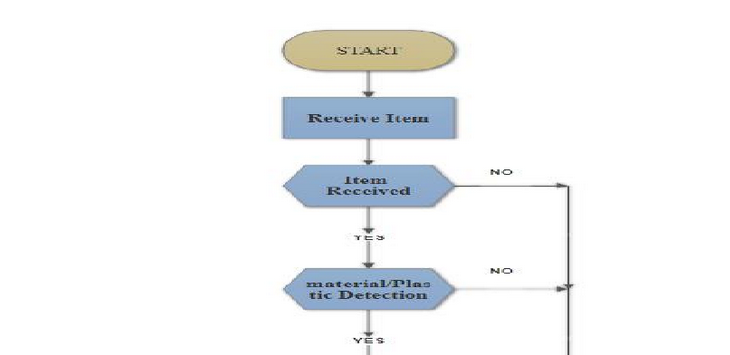 START
Receive Item
Item
NO
Received
YES
NO
material/Plas
tic Detection
YES